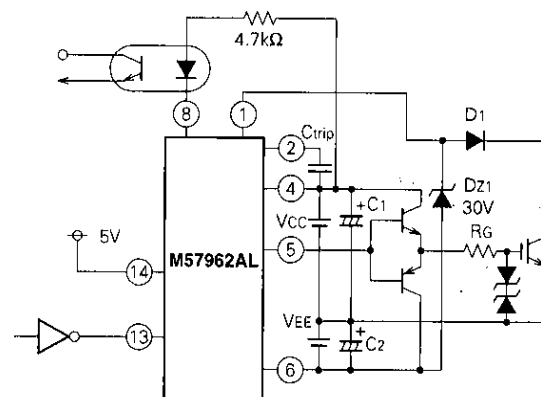 4.7kΩ
8
1
2
Ctrip
D1
4
VCC
+
C1
DZ1
30V
5V
M57962AL
5
RG
14
13
VEE
+
C2
6